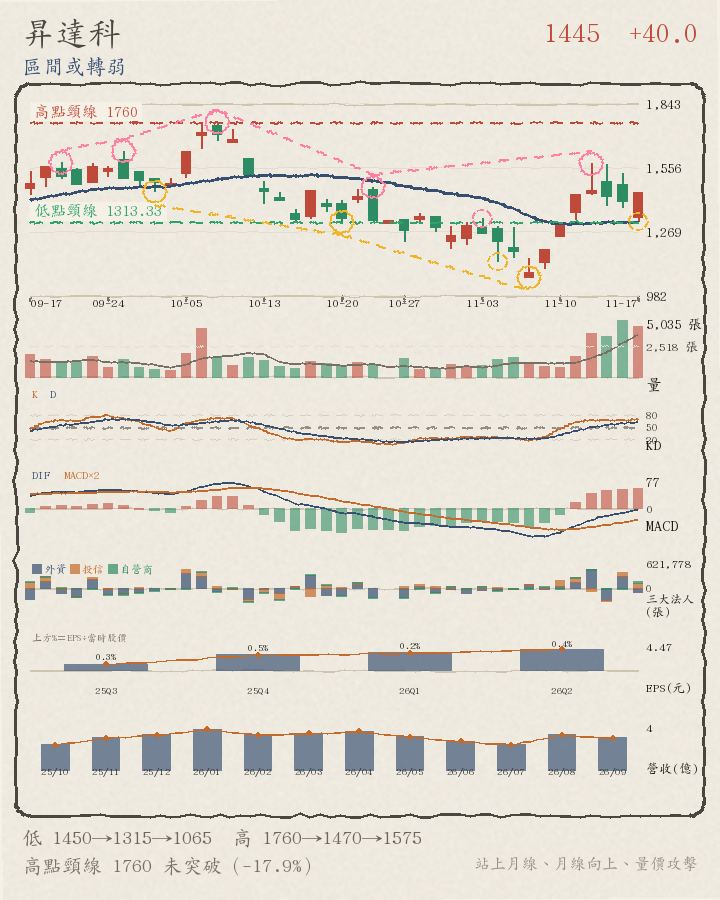 昇達科
1445 +40.0
區間或轉弱
高點頸線 1760
1,843
1,556
低點頸線 1313.33
1,269
982
09-17 09-24 10-05 10-13 10-20 10-27 11-03 11-10 11-17
5,035 張
2,518 張
量
K D
80
50
20
KD
DIF MACD×2
77
0
MACD
外資 投信 自營商
621,778
0
三大法人
(張)
上方%=EPS÷當時股價
0.3% 0.5% 0.2% 0.4%
4.47
25Q3 25Q4 26Q1 26Q2
EPS(元)
4
25/10 25/11 25/12 26/01 26/02 26/03 26/04 26/05 26/06 26/07 26/08 26/09
營收(億)
低 1450→1315→1065 高 1760→1470→1575
高點頸線 1760 未突破 (-17.9%)
站上月線、月線向上、量價攻擊